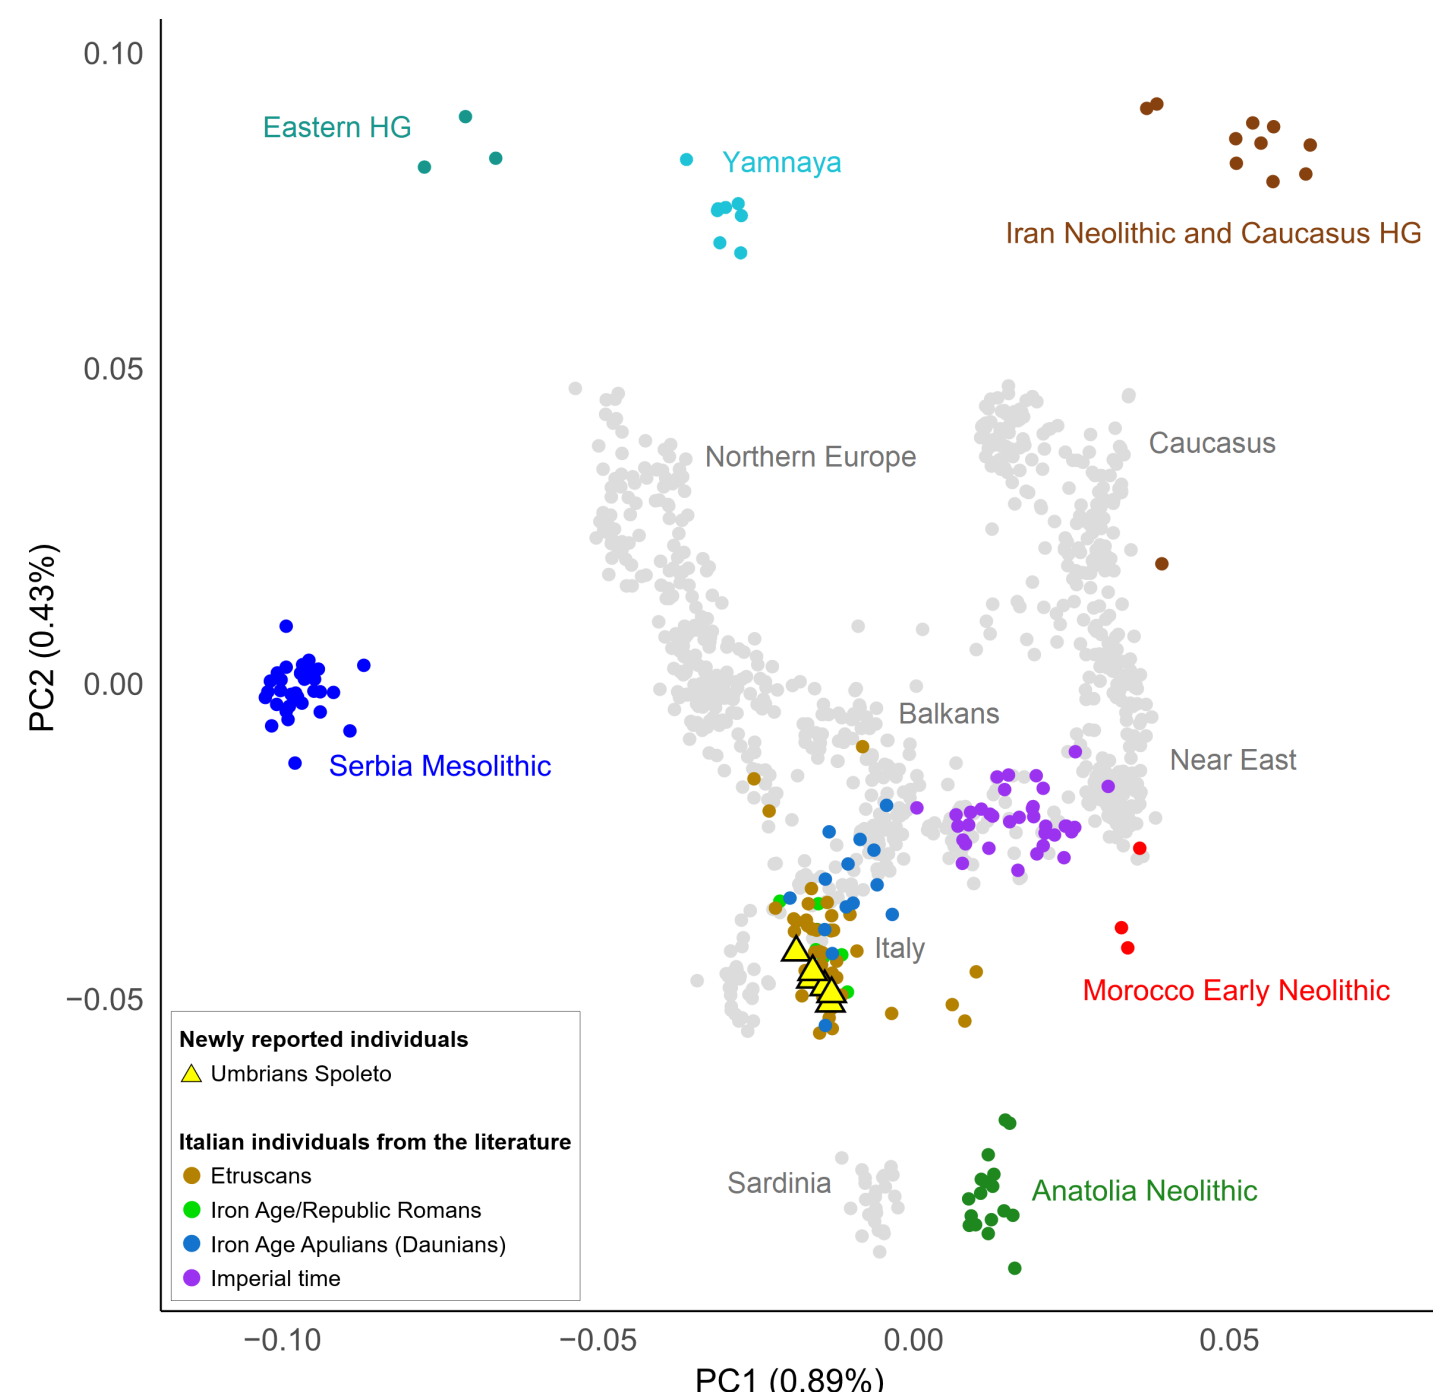 0.10
Eastern HG
Yamnaya
Iran Neolithic and Caucasus HG
0.05
Northern Europe
Caucasus
PC2 (0.43%)
0.00
Balkans
Near East
Serbia Mesolithic
Italy
Morocco Early Neolithic
−0.05
Newly reported individuals
Umbrians Spoleto
Italian individuals from the literature
Etruscans
Iron Age/Republic Romans
Iron Age Apulians (Daunians)
Imperial time
Sardinia
Anatolia Neolithic
−0.10
−0.05
0.00
0.05
PC1 (0.89%)